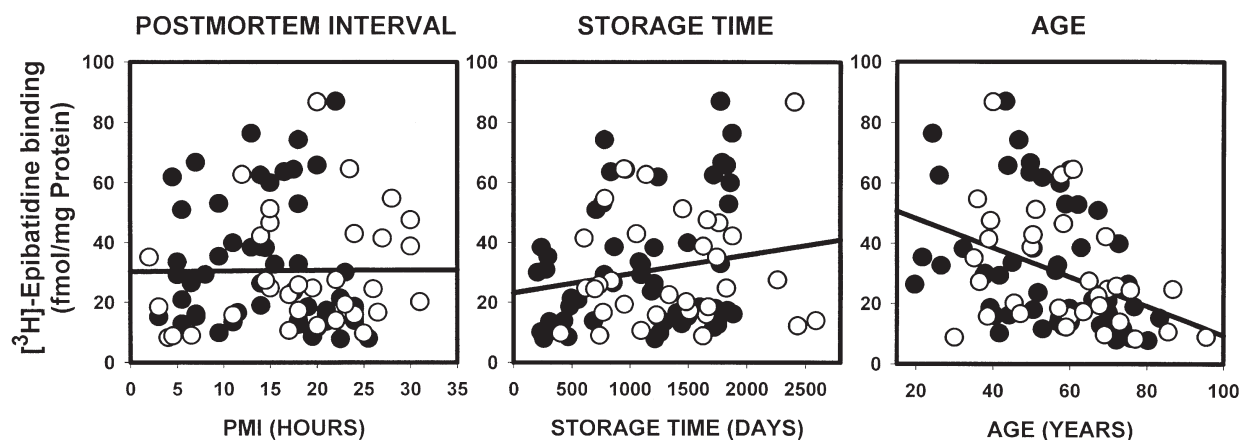 POSTMORTEM INTERVAL STORAGE TIME AGE
[³H]-Epibatidine binding
(fmol/mg Protein)
100 100 100
80 80 80
60 60 60
40 40 40
20 20 20
0 0 0
0 5 10 15 20 25 30 35 0 500 1000 1500 2000 2500 20 40 60 80 100
PMI (HOURS) STORAGE TIME (DAYS) AGE (YEARS)